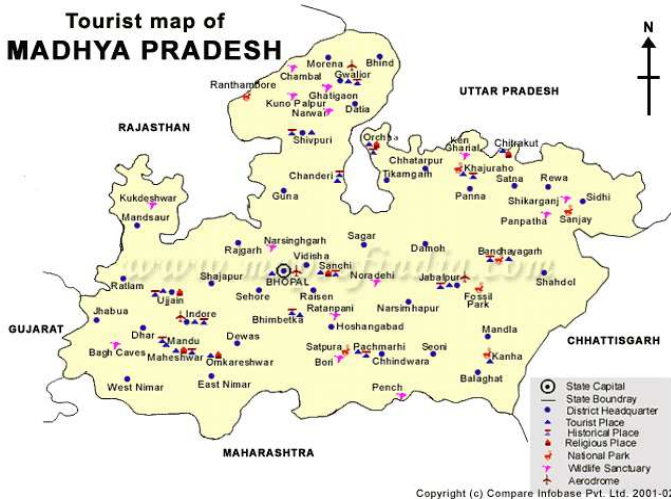 Tourist map of
MADHYA PRADESH
N
Morena
Bhind
Chambal
Gwalior
Ranthambore
Ghatigaon
Kuno Palpur
Datia
Narwar
UTTAR PRADESH
RAJASTHAN
Shivpuri
Orchha
Ken
Gharial
Chitrakut
Chhatarpur
Khajuraho
Chanderi
Tikamgarh
Satna
Rewa
Guna
Panna
Shikarganj
Sidhi
Kukdeshwar
Panpatha
Sanjay
Mandsaur
Sagar
Damoh
Rajgarh
Narsinghgarh
Bandhavagarh
Vidisha
Sanchi
www.mapsofindia.com
BHOPAL
Ratlam
Shajapur
Noradehi
Jabalpur
Shahdol
Ujjain
Sehore
Raisen
Fossil
Park
Ratanpani
Narsimhapur
Jhabua
Indore
Bhimbetka
GUJARAT
Dhar
Hoshangabad
Mandla
Mandu
Dewas
CHHATTISGARH
Bagh Caves
Maheshwar
Omkareshwar
Satpura
Pachmarhi
Seoni
Kanha
Bori
Chhindwara
Balaghat
West Nimar
East Nimar
Pench
MAHARASHTRA
State Capital
State Boundray
District Headquarter
Tourist Place
Historical Place
Religious Place
National Park
Wildlife Sanctuary
Aerodrome
Copyright (c) Compare Infobase Pvt. Ltd. 2001-02